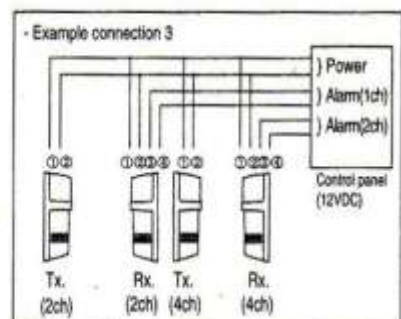 - Example connection 3
} Power
} Alarm(1ch)
} Alarm(2ch)
Control panel
(12VDC)
①② ①②③④ ①② ①②③④
Tx. Rx. Tx. Rx.
(2ch) (2ch) (4ch) (4ch)